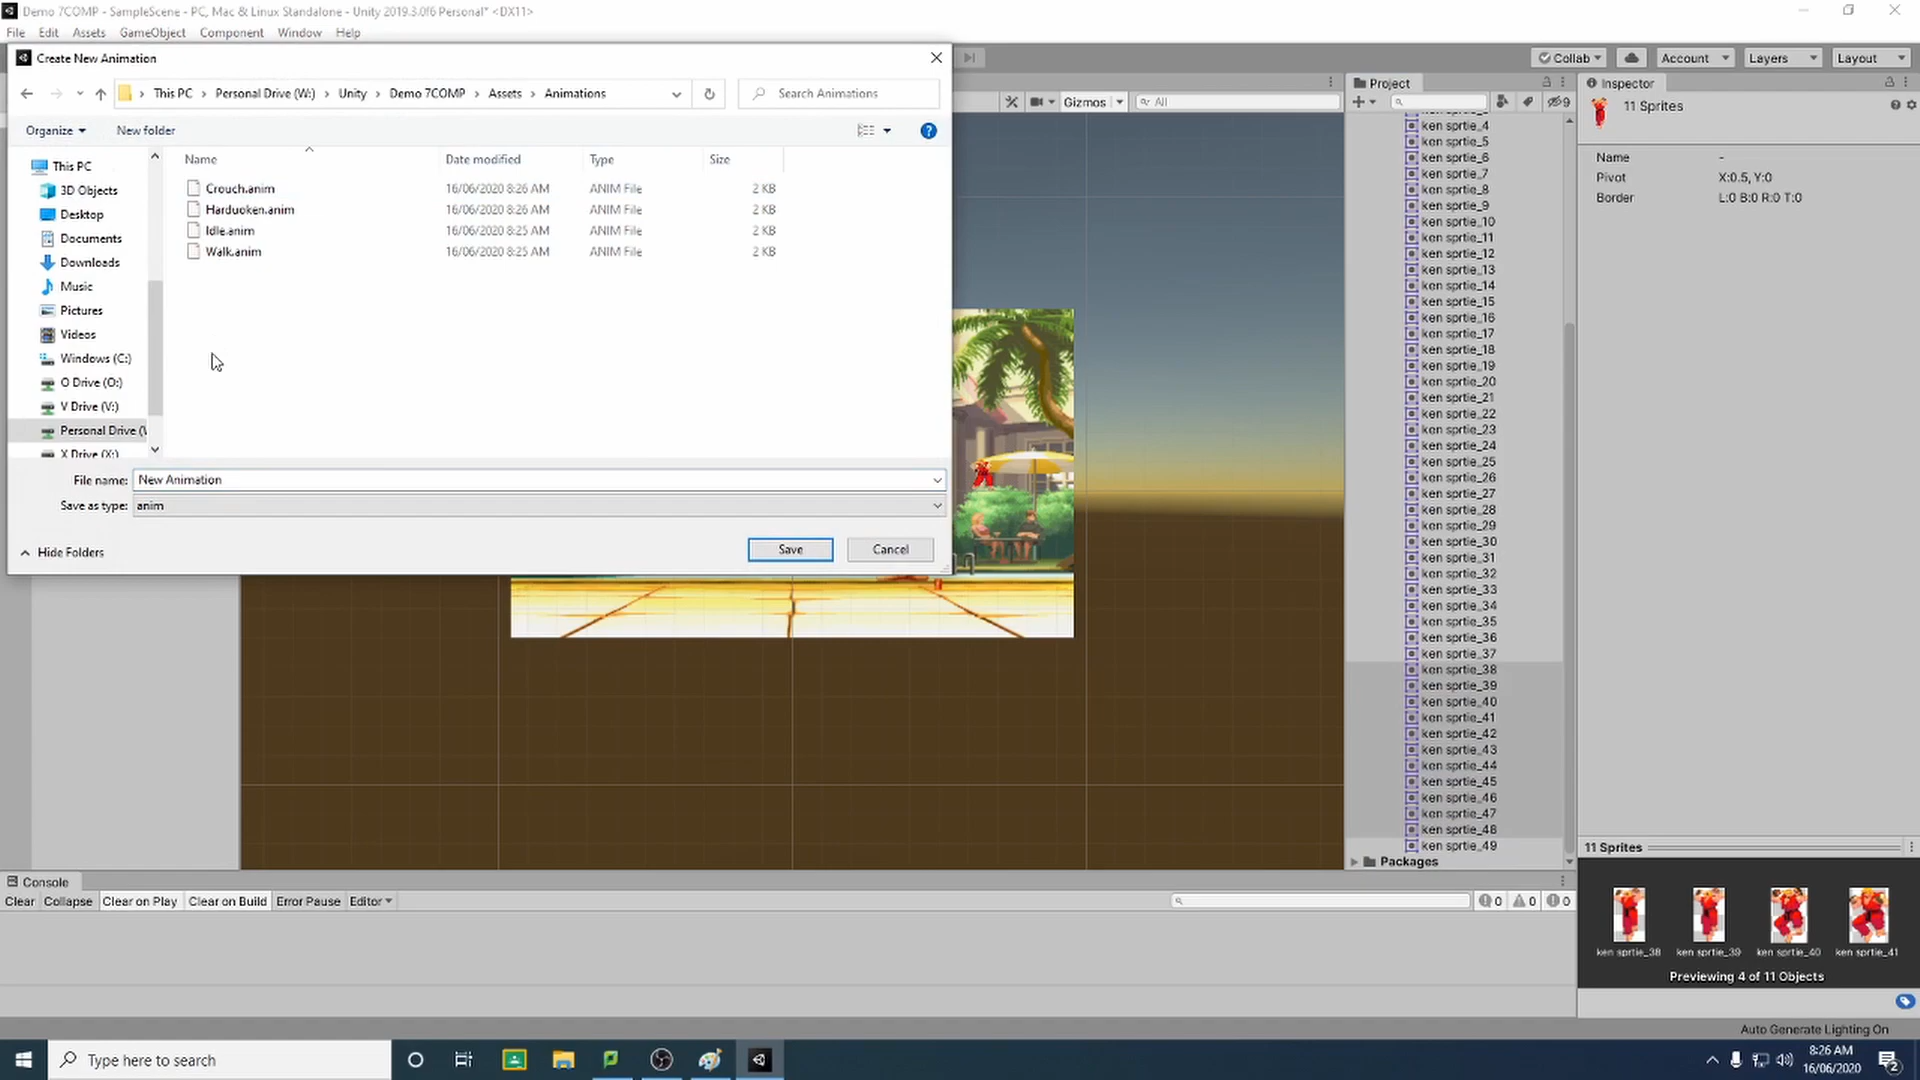 Demo 7COMP - SampleScene - PC, Mac & Linux Standalone - Unity 2019.3.0f6 Personal* <DX11>
File Edit Assets GameObject Component Window Help
Create New Animation
Collab Account Layers Layout
This PC Personal Drive (W:) Unity Demo 7COMP Assets Animations
Search Animations
Organize New folder
Gizmos All
Project
9
Inspector
11 Sprites
Name -
Pivot X:0.5, Y:0
Border L:0 B:0 R:0 T:0
This PC
3D Objects
Desktop
Documents
Downloads
Music
Pictures
Videos
Windows (C:)
O Drive (O:)
V Drive (V:)
Personal Drive (W
X Drive (X:)
Name Date modified Type Size
Crouch.anim 16/06/2020 8:26 AM ANIM File 2 KB
Harduoken.anim 16/06/2020 8:26 AM ANIM File 2 KB
Idle.anim 16/06/2020 8:25 AM ANIM File 2 KB
Walk.anim 16/06/2020 8:25 AM ANIM File 2 KB
File name: New Animation
Save as type: anim
Hide Folders
Save Cancel
ken sprtie_4
ken sprtie_5
ken sprtie_6
ken sprtie_7
ken sprtie_8
ken sprtie_9
ken sprtie_10
ken sprtie_11
ken sprtie_12
ken sprtie_13
ken sprtie_14
ken sprtie_15
ken sprtie_16
ken sprtie_17
ken sprtie_18
ken sprtie_19
ken sprtie_20
ken sprtie_21
ken sprtie_22
ken sprtie_23
ken sprtie_24
ken sprtie_25
ken sprtie_26
ken sprtie_27
ken sprtie_28
ken sprtie_29
ken sprtie_30
ken sprtie_31
ken sprtie_32
ken sprtie_33
ken sprtie_34
ken sprtie_35
ken sprtie_36
ken sprtie_37
ken sprtie_38
ken sprtie_39
ken sprtie_40
ken sprtie_41
ken sprtie_42
ken sprtie_43
ken sprtie_44
ken sprtie_45
ken sprtie_46
ken sprtie_47
ken sprtie_48
ken sprtie_49
Packages
11 Sprites
ken sprtie_38 ken sprtie_39 ken sprtie_40 ken sprtie_41
Previewing 4 of 11 Objects
Console
Clear Collapse Clear on Play Clear on Build Error Pause Editor
0 0 0
Auto Generate Lighting On
Type here to search
8:26 AM
16/06/2020
2